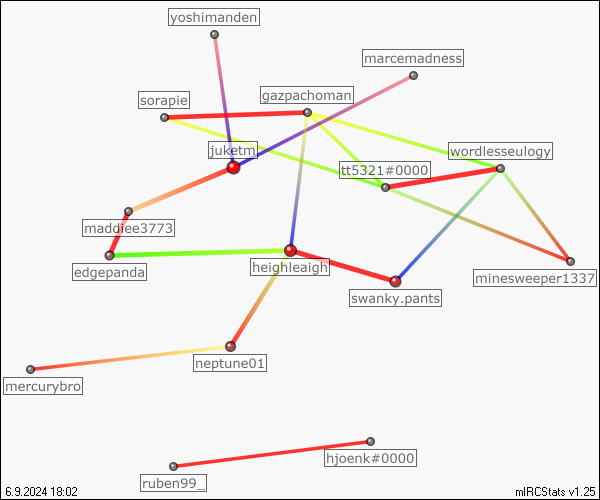 yoshimanden
marcemadness
gazpachoman
sorapie
juketm
wordlesseulogy
tt5321#0000
maddiee3773
edgepanda
heighleaigh
minesweeper1337
swanky.pants
neptune01
mercurybro
hjoenk#0000
ruben99_
6.9.2024 18:02
mIRCStats v1.25